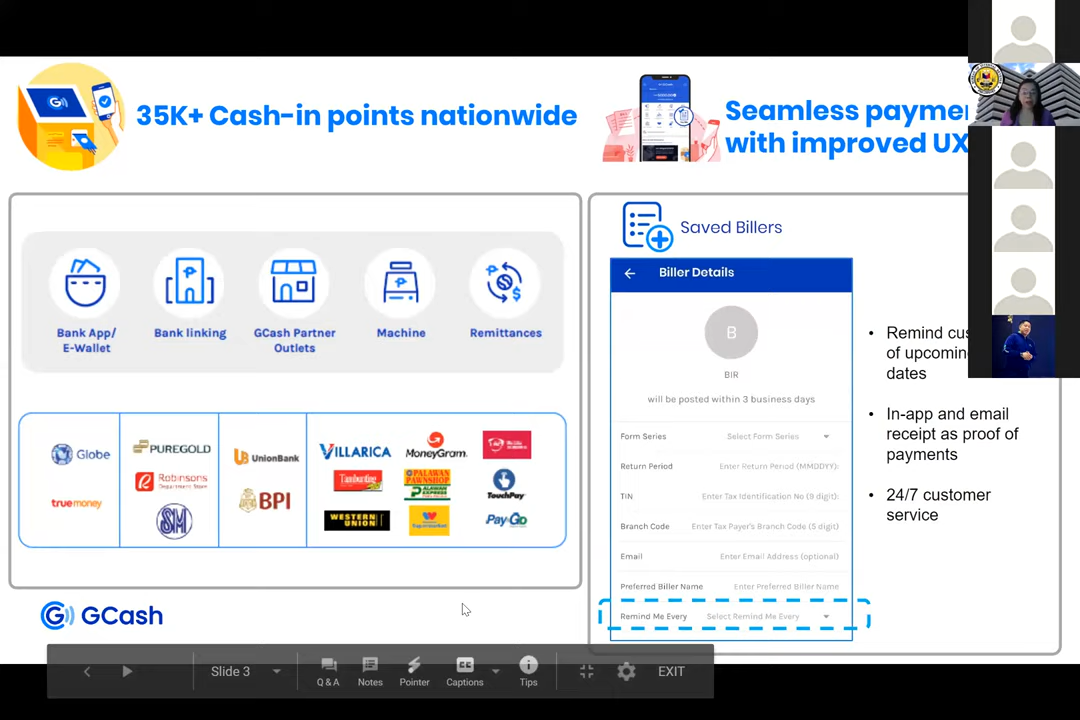 35K+ Cash-in points nationwide
Seamless
with improved UX
Bank App/
E-Wallet
Bank linking
GCash Partner
Outlets
Machine
Remittances
Globe
truemoney
PUREGOLD
Robinsons
Department Store
SM
UnionBank
BPI
VILLARICA
MoneyGram
Tambunting
PALAWAN
PAWNSHOP
PALAWAN
EXPRESS
TouchPay
WESTERN
UNION
Supermarket
PayGo
GCash
Saved Billers
Biller Details
B
BIR
will be posted within 3 business days
Form Series Select Form Series
Return Period Enter Return Period (MMDDYY):
TIN Enter Tax Identification No (9 digit):
Branch Code Enter Tax Payer's Branch Code (5 digit)
Email Enter Email Address (optional)
Preferred Biller Name Enter Preferred Biller Name
Remind Me Every Select Remind Me Every
• Remind
of
dates
• In-app and email
receipt as proof of
payments
• 24/7 customer
service
Slide 3
Q & A
Notes
Pointer
CC
Captions
Tips
EXIT